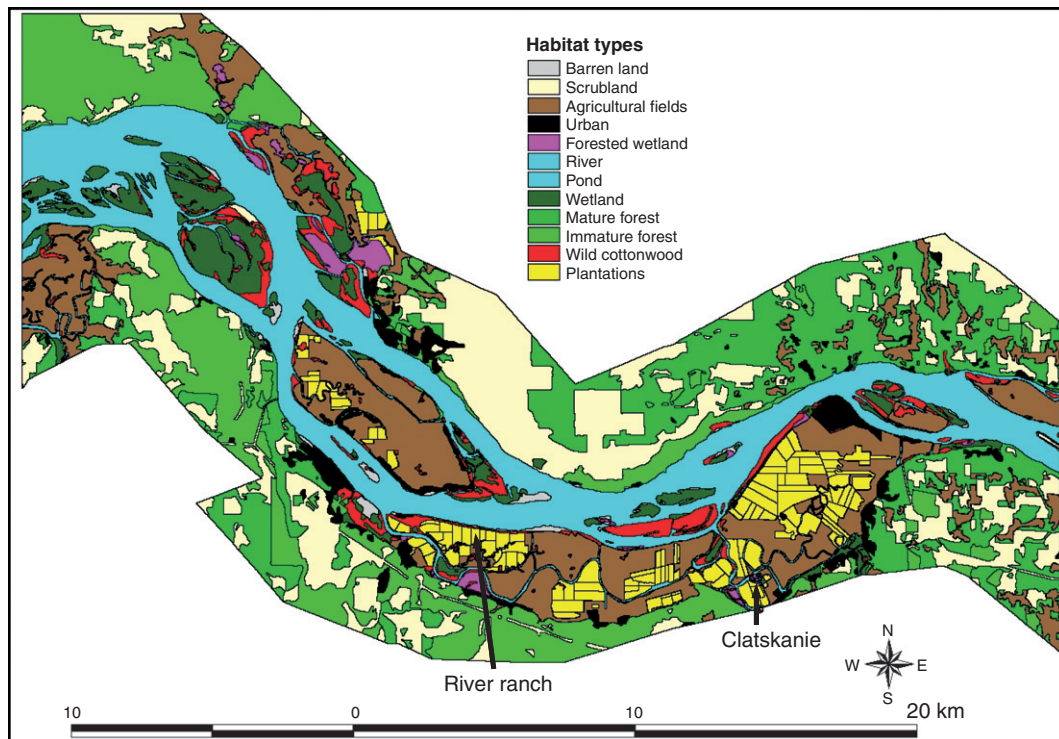 Habitat types
Barren land
Scrubland
Agricultural fields
Urban
Forested wetland
River
Pond
Wetland
Mature forest
Immature forest
Wild cottonwood
Plantations
Clatskanie
River ranch
N
W E
S
10 0 10 20 km